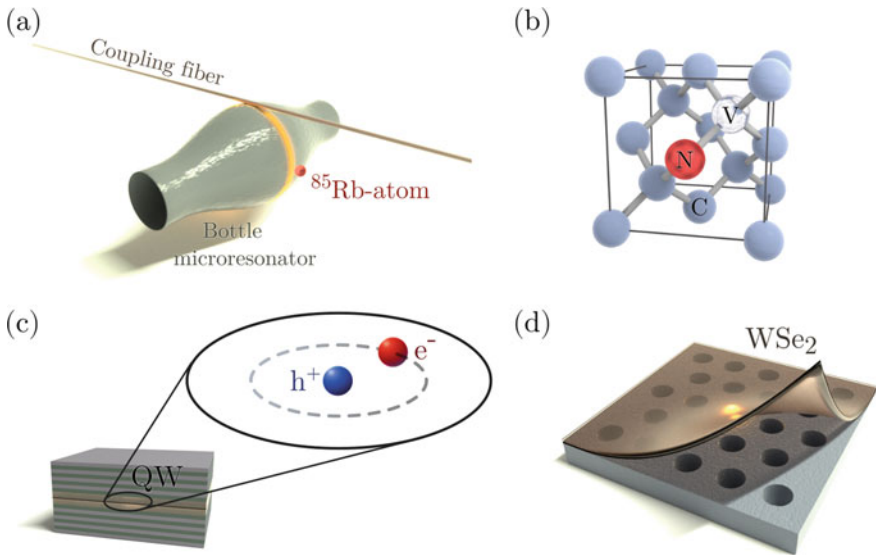 (a)
Coupling fiber
⁸⁵Rb-atom
Bottle
microresonator
(b)
V
N
C
(c)
e⁻
h⁺
QW
(d)
WSe₂